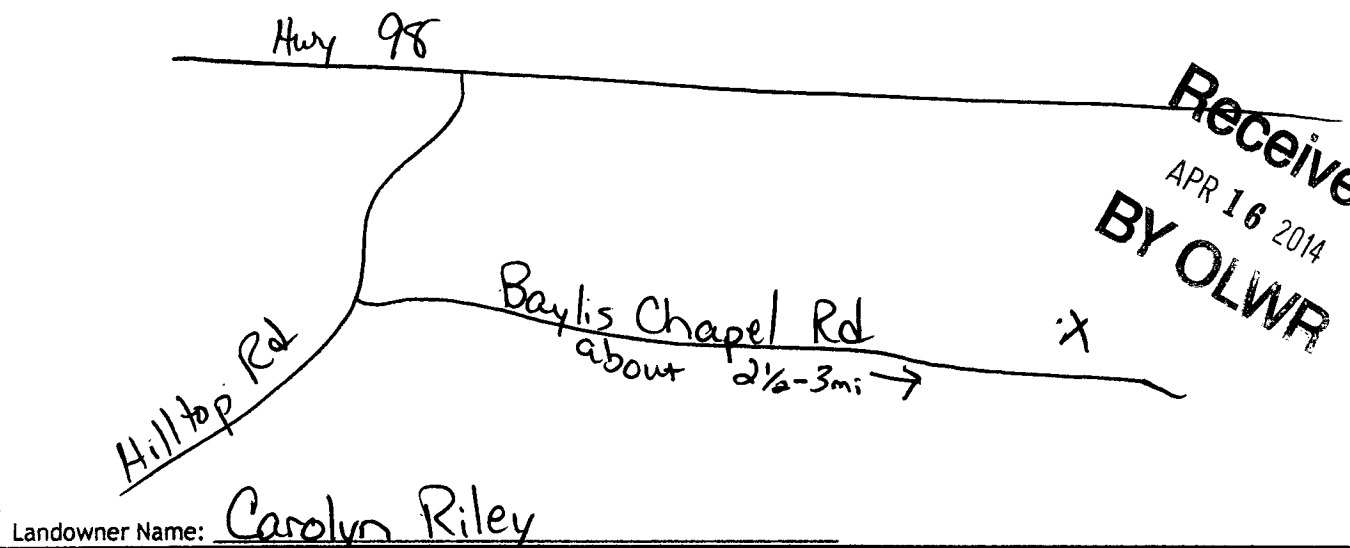 Hwy 98
Receive
APR 16 2014
BY OLWR
Baylis Chapel Rd
about 2½-3mi →
X
Hilltop Rd
Landowner Name: Carolyn Riley